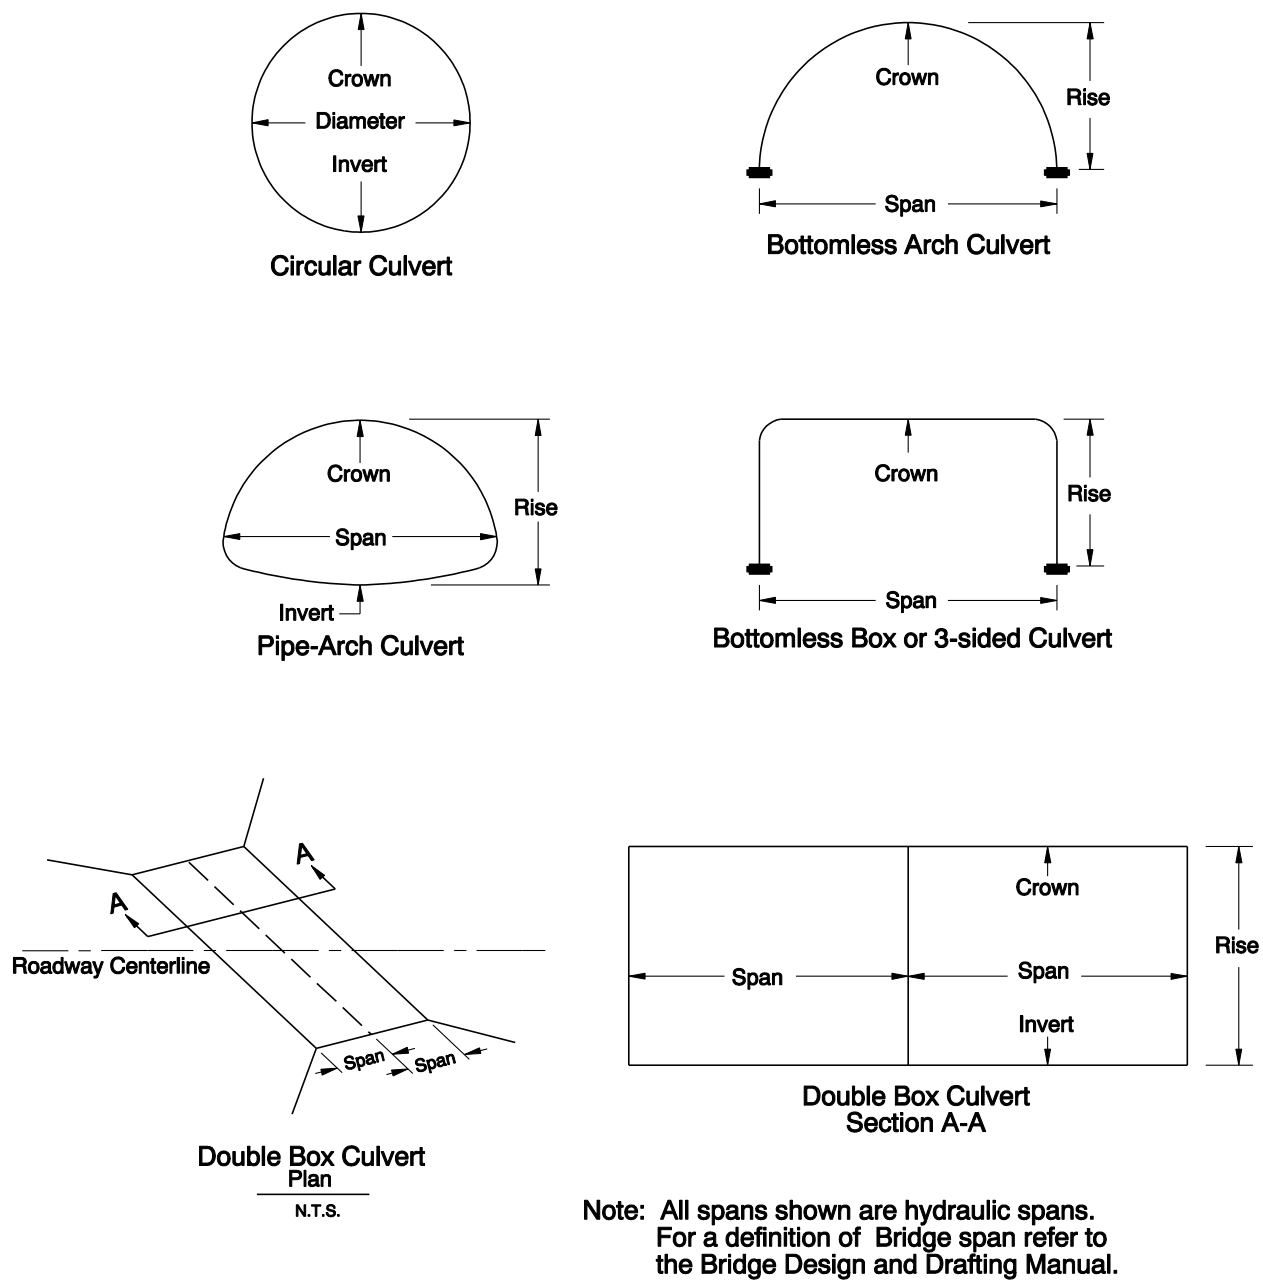 Crown
Diameter
Invert
Circular Culvert
Crown
Rise
Span
Bottomless Arch Culvert
Crown
Rise
Span
Invert
Pipe-Arch Culvert
Crown
Rise
Span
Bottomless Box or 3-sided Culvert
A
A
Roadway Centerline
Span
Span
Double Box Culvert
Plan
N.T.S.
Crown
Rise
Span
Span
Invert
Double Box Culvert
Section A-A
Note: All spans shown are hydraulic spans.
For a definition of Bridge span refer to
the Bridge Design and Drafting Manual.